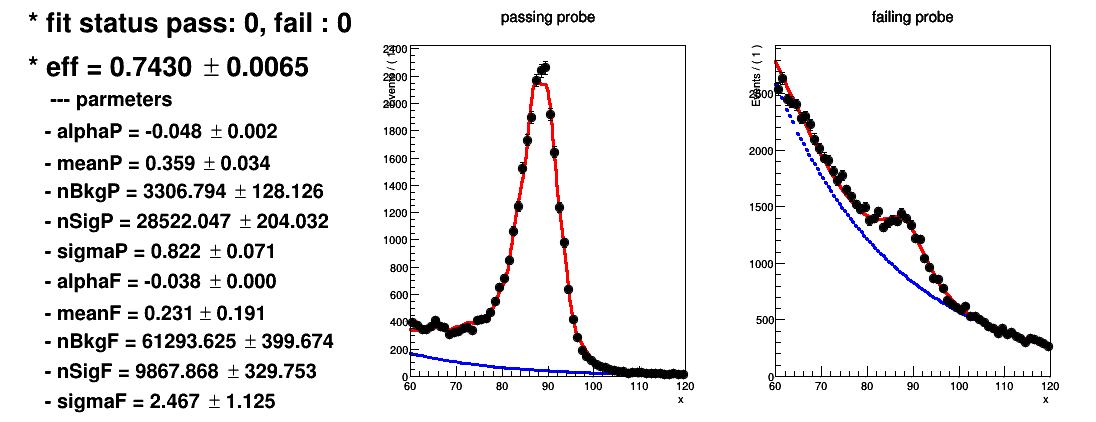 * fit status pass: 0, fail : 0
* eff = 0.7430 ± 0.0065
--- parmeters
- alphaP = -0.048 ± 0.002
- meanP = 0.359 ± 0.034
- nBkgP = 3306.794 ± 128.126
- nSigP = 28522.047 ± 204.032
- sigmaP = 0.822 ± 0.071
- alphaF = -0.038 ± 0.000
- meanF = 0.231 ± 0.191
- nBkgF = 61293.625 ± 399.674
- nSigF = 9867.868 ± 329.753
- sigmaF = 2.467 ± 1.125
passing probe
Events / ( 1 )
2400
2200
2000
1800
1600
1400
1200
1000
800
600
400
200
0
60 70 80 90 100 110 120
x
failing probe
Events / ( 1 )
2500
2000
1500
1000
500
0
60 70 80 90 100 110 120
x